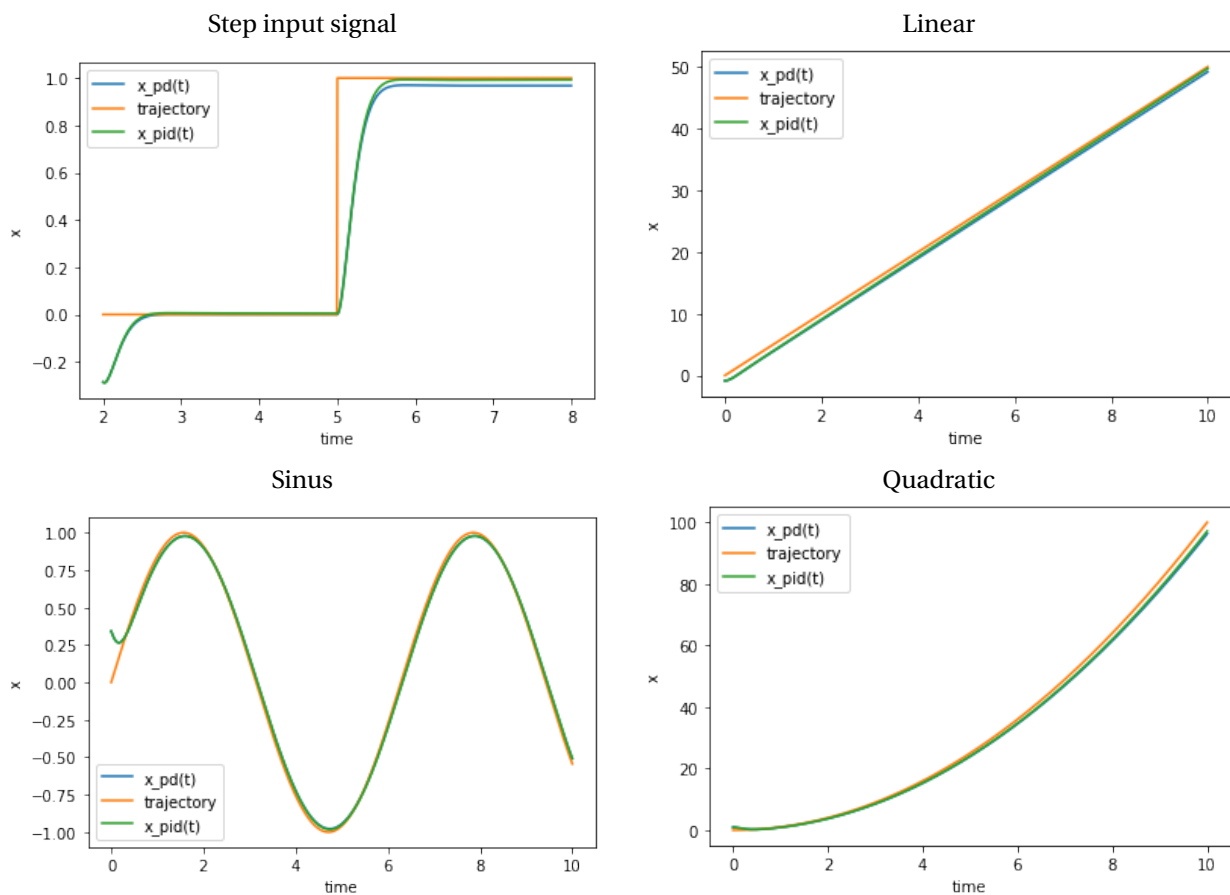 Step input signal
x_pd(t)
trajectory
x_pid(t)
1.0
0.8
0.6
0.4
0.2
0.0
−0.2
x
2
3
4
5
6
7
8
time
Linear
x_pd(t)
trajectory
x_pid(t)
50
40
30
20
10
0
x
0
2
4
6
8
10
time
Sinus
1.00
0.75
0.50
0.25
0.00
−0.25
−0.50
−0.75
−1.00
x
x_pd(t)
trajectory
x_pid(t)
0
2
4
6
8
10
time
Quadratic
x_pd(t)
trajectory
x_pid(t)
100
80
60
40
20
0
x
0
2
4
6
8
10
time